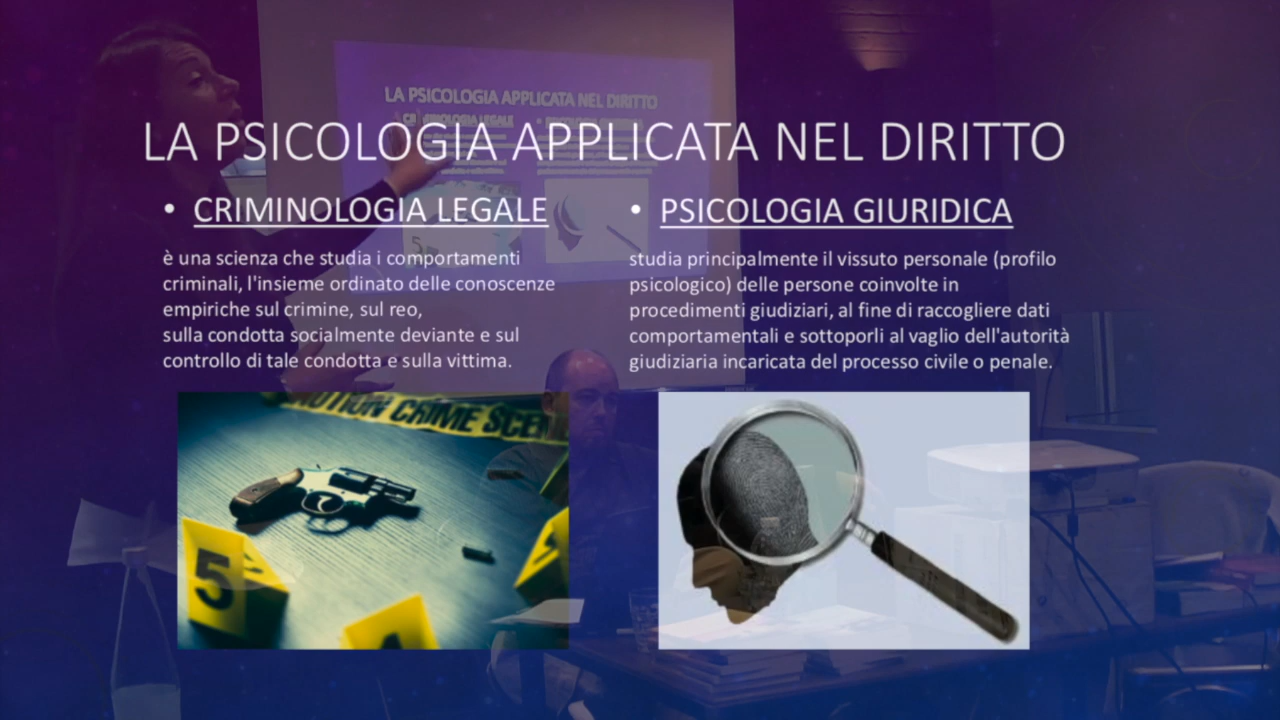 LA PSICOLOGIA APPLICATA NEL DIRITTO
LA PSICOLOGIA APPLICATA NEL DIRITTO
• CRIMINOLOGIA LEGALE
è una scienza che studia i comportamenti
criminali, l'insieme ordinato delle conoscenze
empiriche sul crimine, sul reo,
sulla condotta socialmente deviante e sul
controllo di tale condotta e sulla vittima.
• PSICOLOGIA GIURIDICA
studia principalmente il vissuto personale (profilo
psicologico) delle persone coinvolte in
procedimenti giudiziari, al fine di raccogliere dati
comportamentali e sottoporli al vaglio dell'autorità
giudiziaria incaricata del processo civile o penale.
CRIME SCEN
5